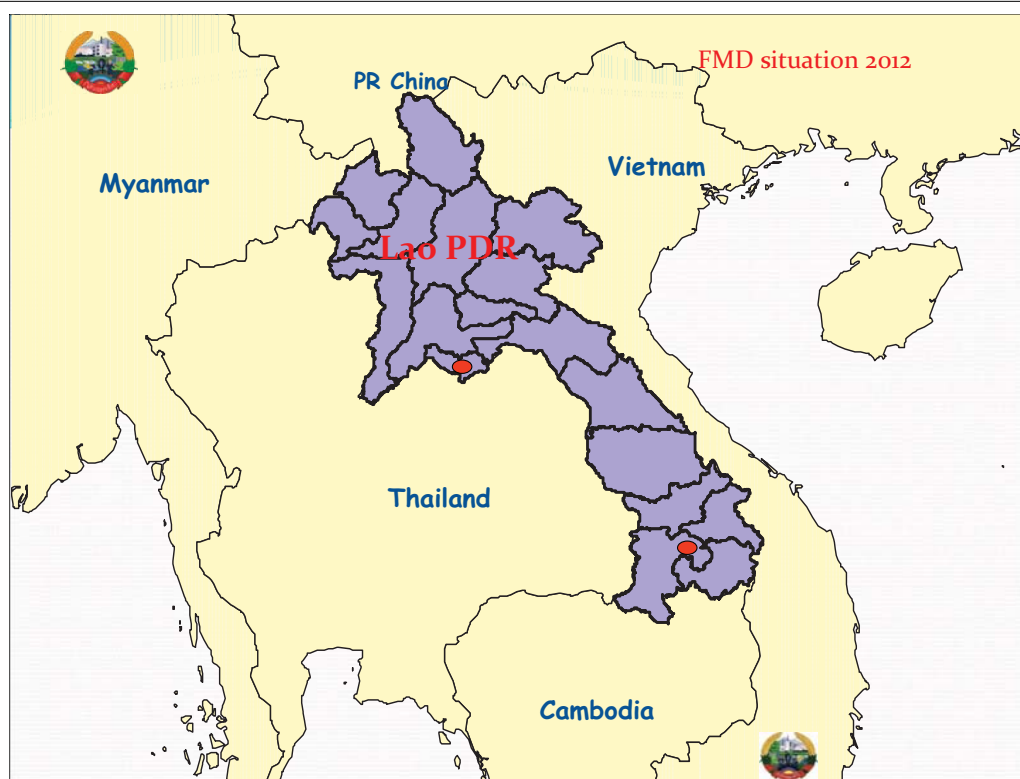 FMD situation 2012
PR China
Vietnam
Myanmar
Lao PDR
Thailand
Cambodia